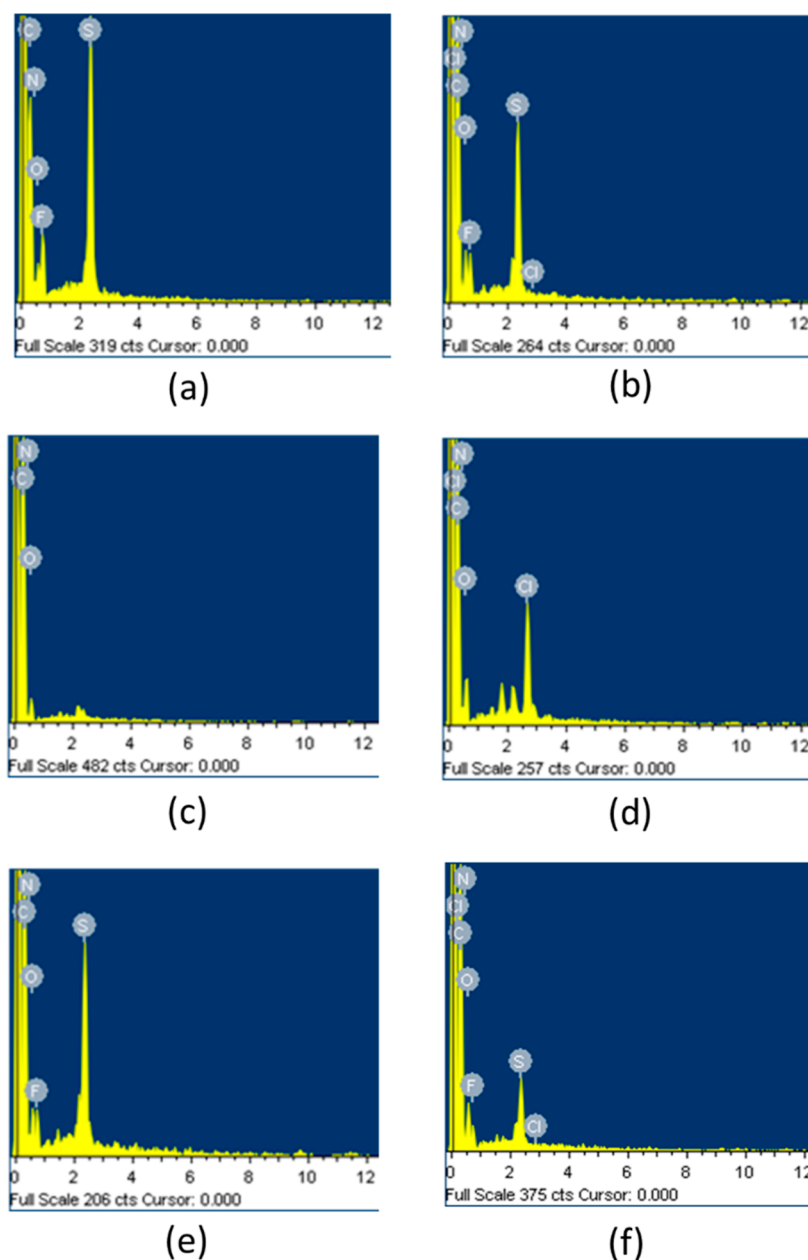 C S
N
O
F
0 2 4 6 8 10 12
Full Scale 319 cts Cursor: 0.000
(a)
N
Cl
C
S
O
F
Cl
0 2 4 6 8 10 12
Full Scale 264 cts Cursor: 0.000
(b)
N
C
O
0 2 4 6 8 10 12
Full Scale 482 cts Cursor: 0.000
(c)
N
Cl
C
O Cl
0 2 4 6 8 10 12
Full Scale 257 cts Cursor: 0.000
(d)
N
C
S
O
F
0 2 4 6 8 10 12
Full Scale 206 cts Cursor: 0.000
(e)
N
Cl
C
O
S
F
Cl
0 2 4 6 8 10 12
Full Scale 375 cts Cursor: 0.000
(f)